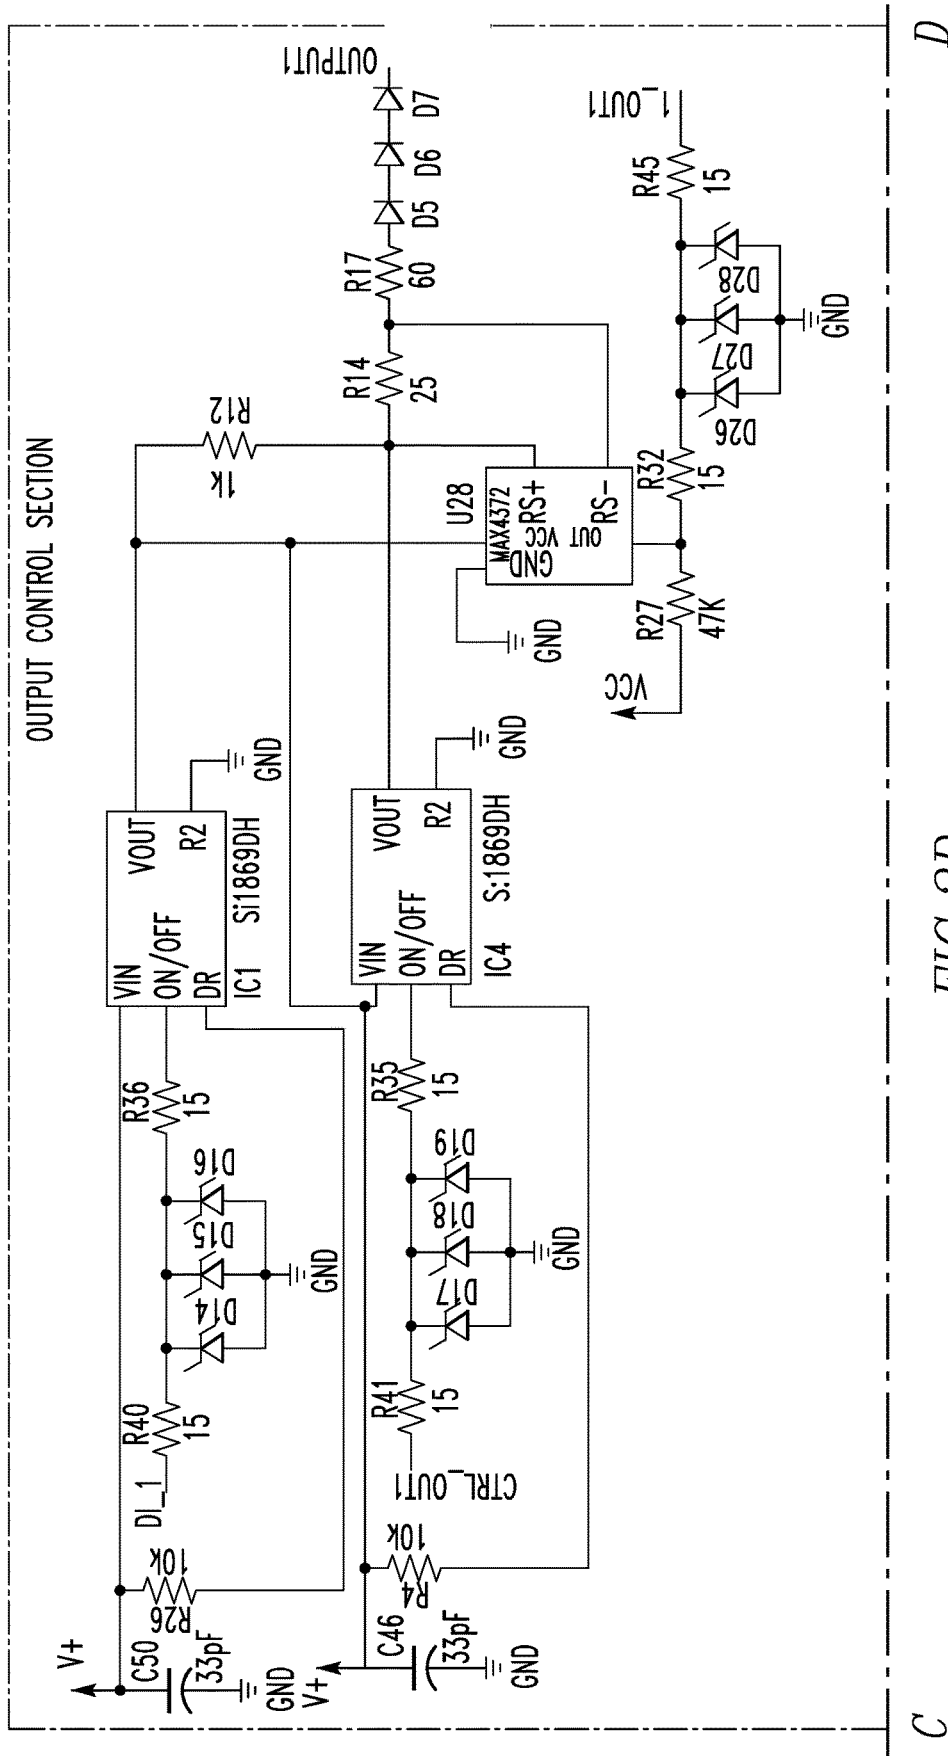 OUTPUT CONTROL SECTION
V+
C50
33pF
GND
R26
10k
DI_1
R40
15
D14
D15
D16
GND
R36
15
VIN
ON/OFF
DR
VOUT
R2
IC1
Si1869DH
GND
R12
1k
V+
C46
33pF
GND
R4
10k
CTRL_OUT1
R41
15
D17
D18
D19
GND
R35
15
VIN
ON/OFF
DR
VOUT
R2
IC4
S:1869DH
GND
R14
25
R17
60
D5
D6
D7
OUTPUT1
U28
MAX4372
GND
VCC
OUT
RS+
RS-
GND
VCC
R27
47K
R32
15
D26
D27
D28
GND
R45
15
1_OUT1
C
D